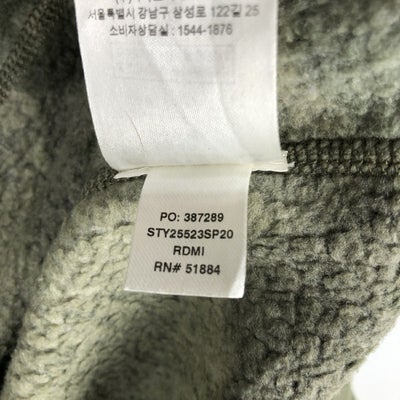 서울특별시 강남구 삼성로 122길 25
소비자상담실 : 1544-1876
PO: 387289
STY25523SP20
RDMI
RN# 51884